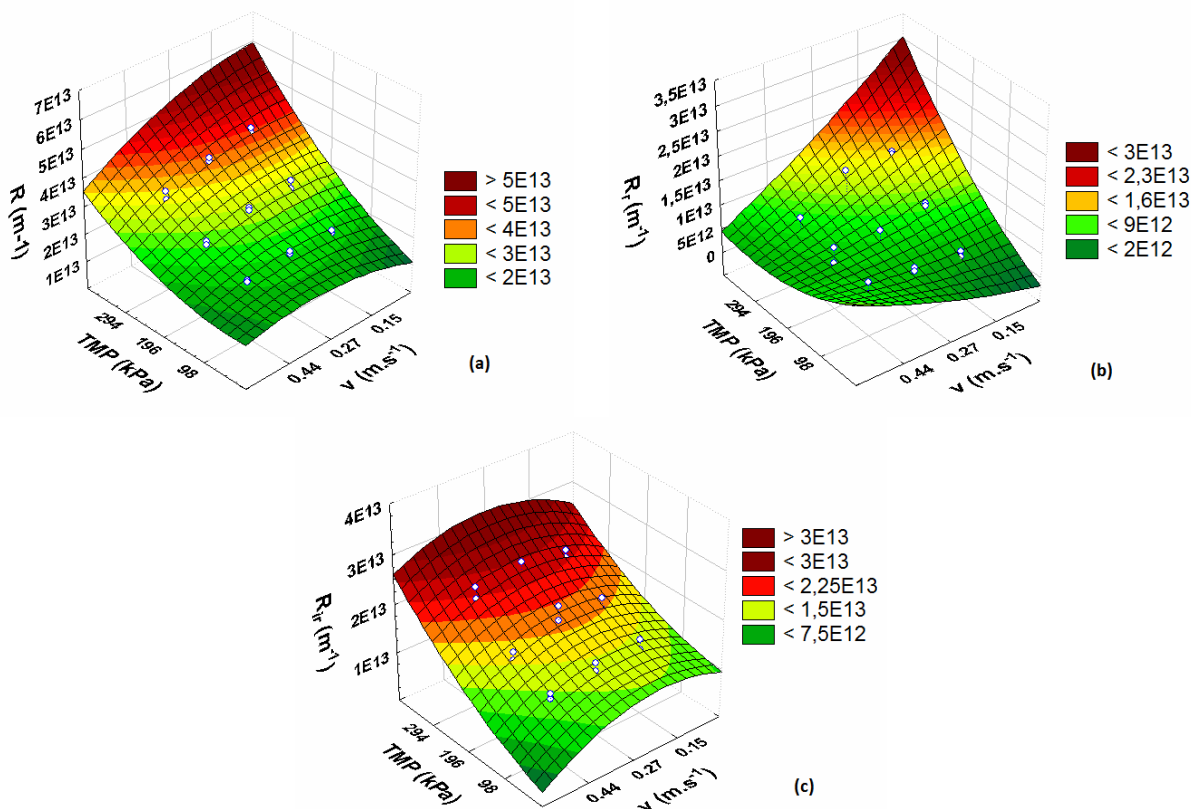 7E13
6E13
5E13
4E13
3E13
2E13
1E13
R (m-¹)
294
196
98
TMP (kPa)
0.44
0.27
0.15
v (m.s⁻¹)
> 5E13
< 5E13
< 4E13
< 3E13
< 2E13
(a)
3,5E13
3E13
2,5E13
2E13
1,5E13
1E13
5E12
0
Rᵣ (m⁻¹)
294
196
98
TMP (kPa)
0.44
0.27
0.15
v (m.s⁻¹)
< 3E13
< 2,3E13
< 1,6E13
< 9E12
< 2E12
(b)
4E13
3E13
2E13
1E13
Rᵢᵣ (m⁻¹)
294
196
98
TMP (kPa)
0.44
0.27
0.15
v (m.s⁻¹)
> 3E13
< 3E13
< 2,25E13
< 1,5E13
< 7,5E12
(c)